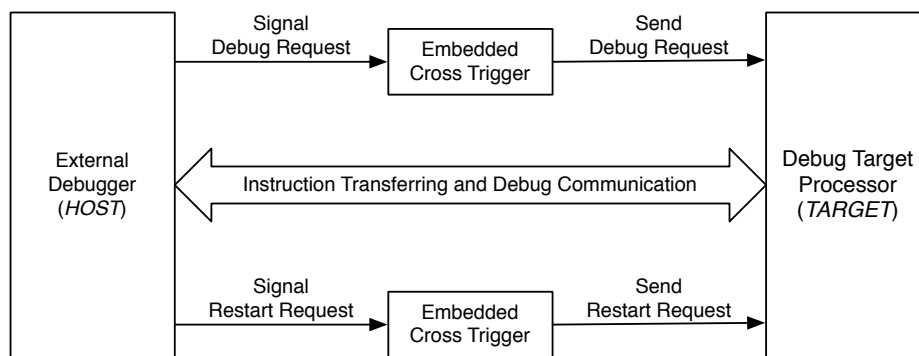 Signal
Debug Request
Embedded
Cross Trigger
Send
Debug Request
External
Debugger
(HOST)
Instruction Transferring and Debug Communication
Debug Target
Processor
(TARGET)
Signal
Restart Request
Embedded
Cross Trigger
Send
Restart Request